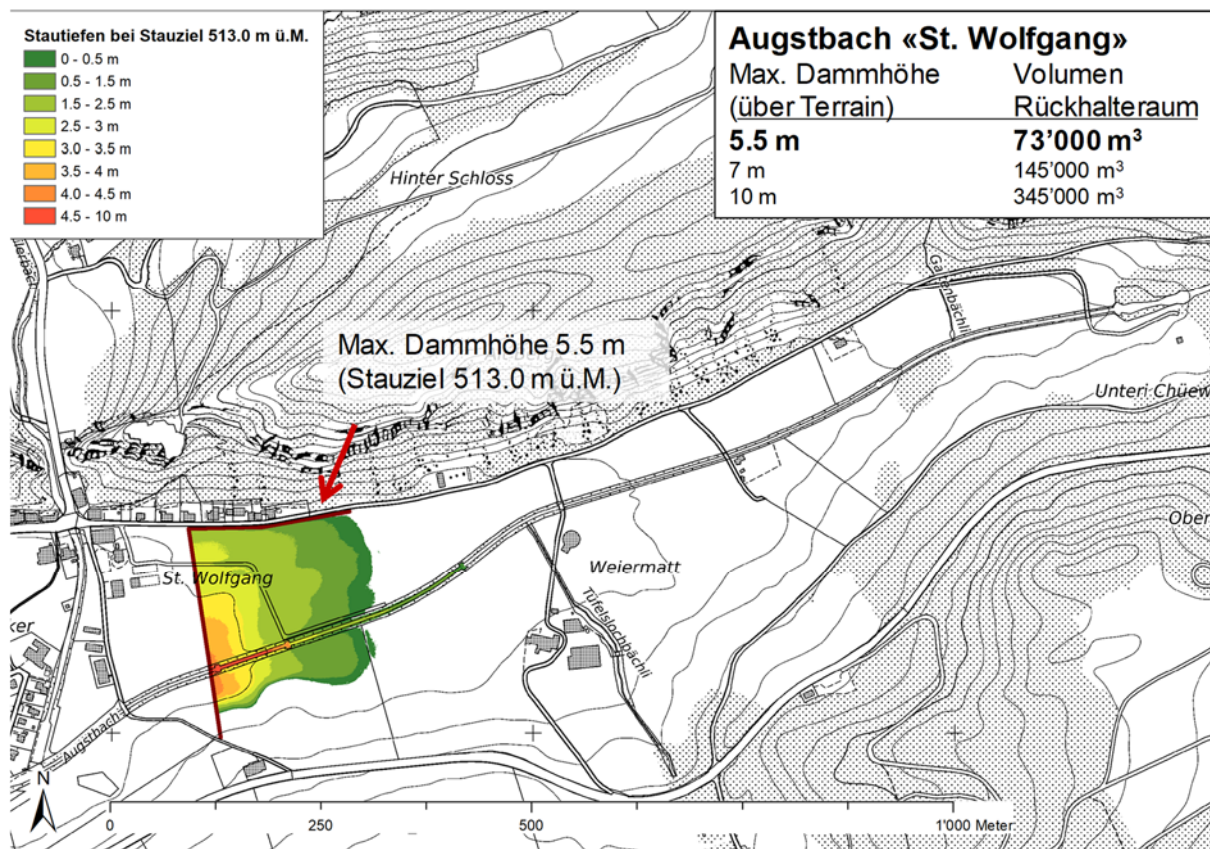 Stautiefen bei Stauziel 513.0 m ü.M.
0 - 0.5 m
0.5 - 1.5 m
1.5 - 2.5 m
2.5 - 3 m
3.0 - 3.5 m
3.5 - 4 m
4.0 - 4.5 m
4.5 - 10 m
Augstbach «St. Wolfgang»
Max. Dammhöhe Volumen
(über Terrain) Rückhalteraum
5.5 m 73’000 m³
7 m 145’000 m³
10 m 345’000 m³
Hinter Schloss
Max. Dammhöhe 5.5 m
(Stauziel 513.0 m ü.M.)
Unteri Chüew
Ober
St. Wolfgang
Weiermatt
Tüfelslochbächli
ker
Augstbach
N
0 250 500 1'000 Meter